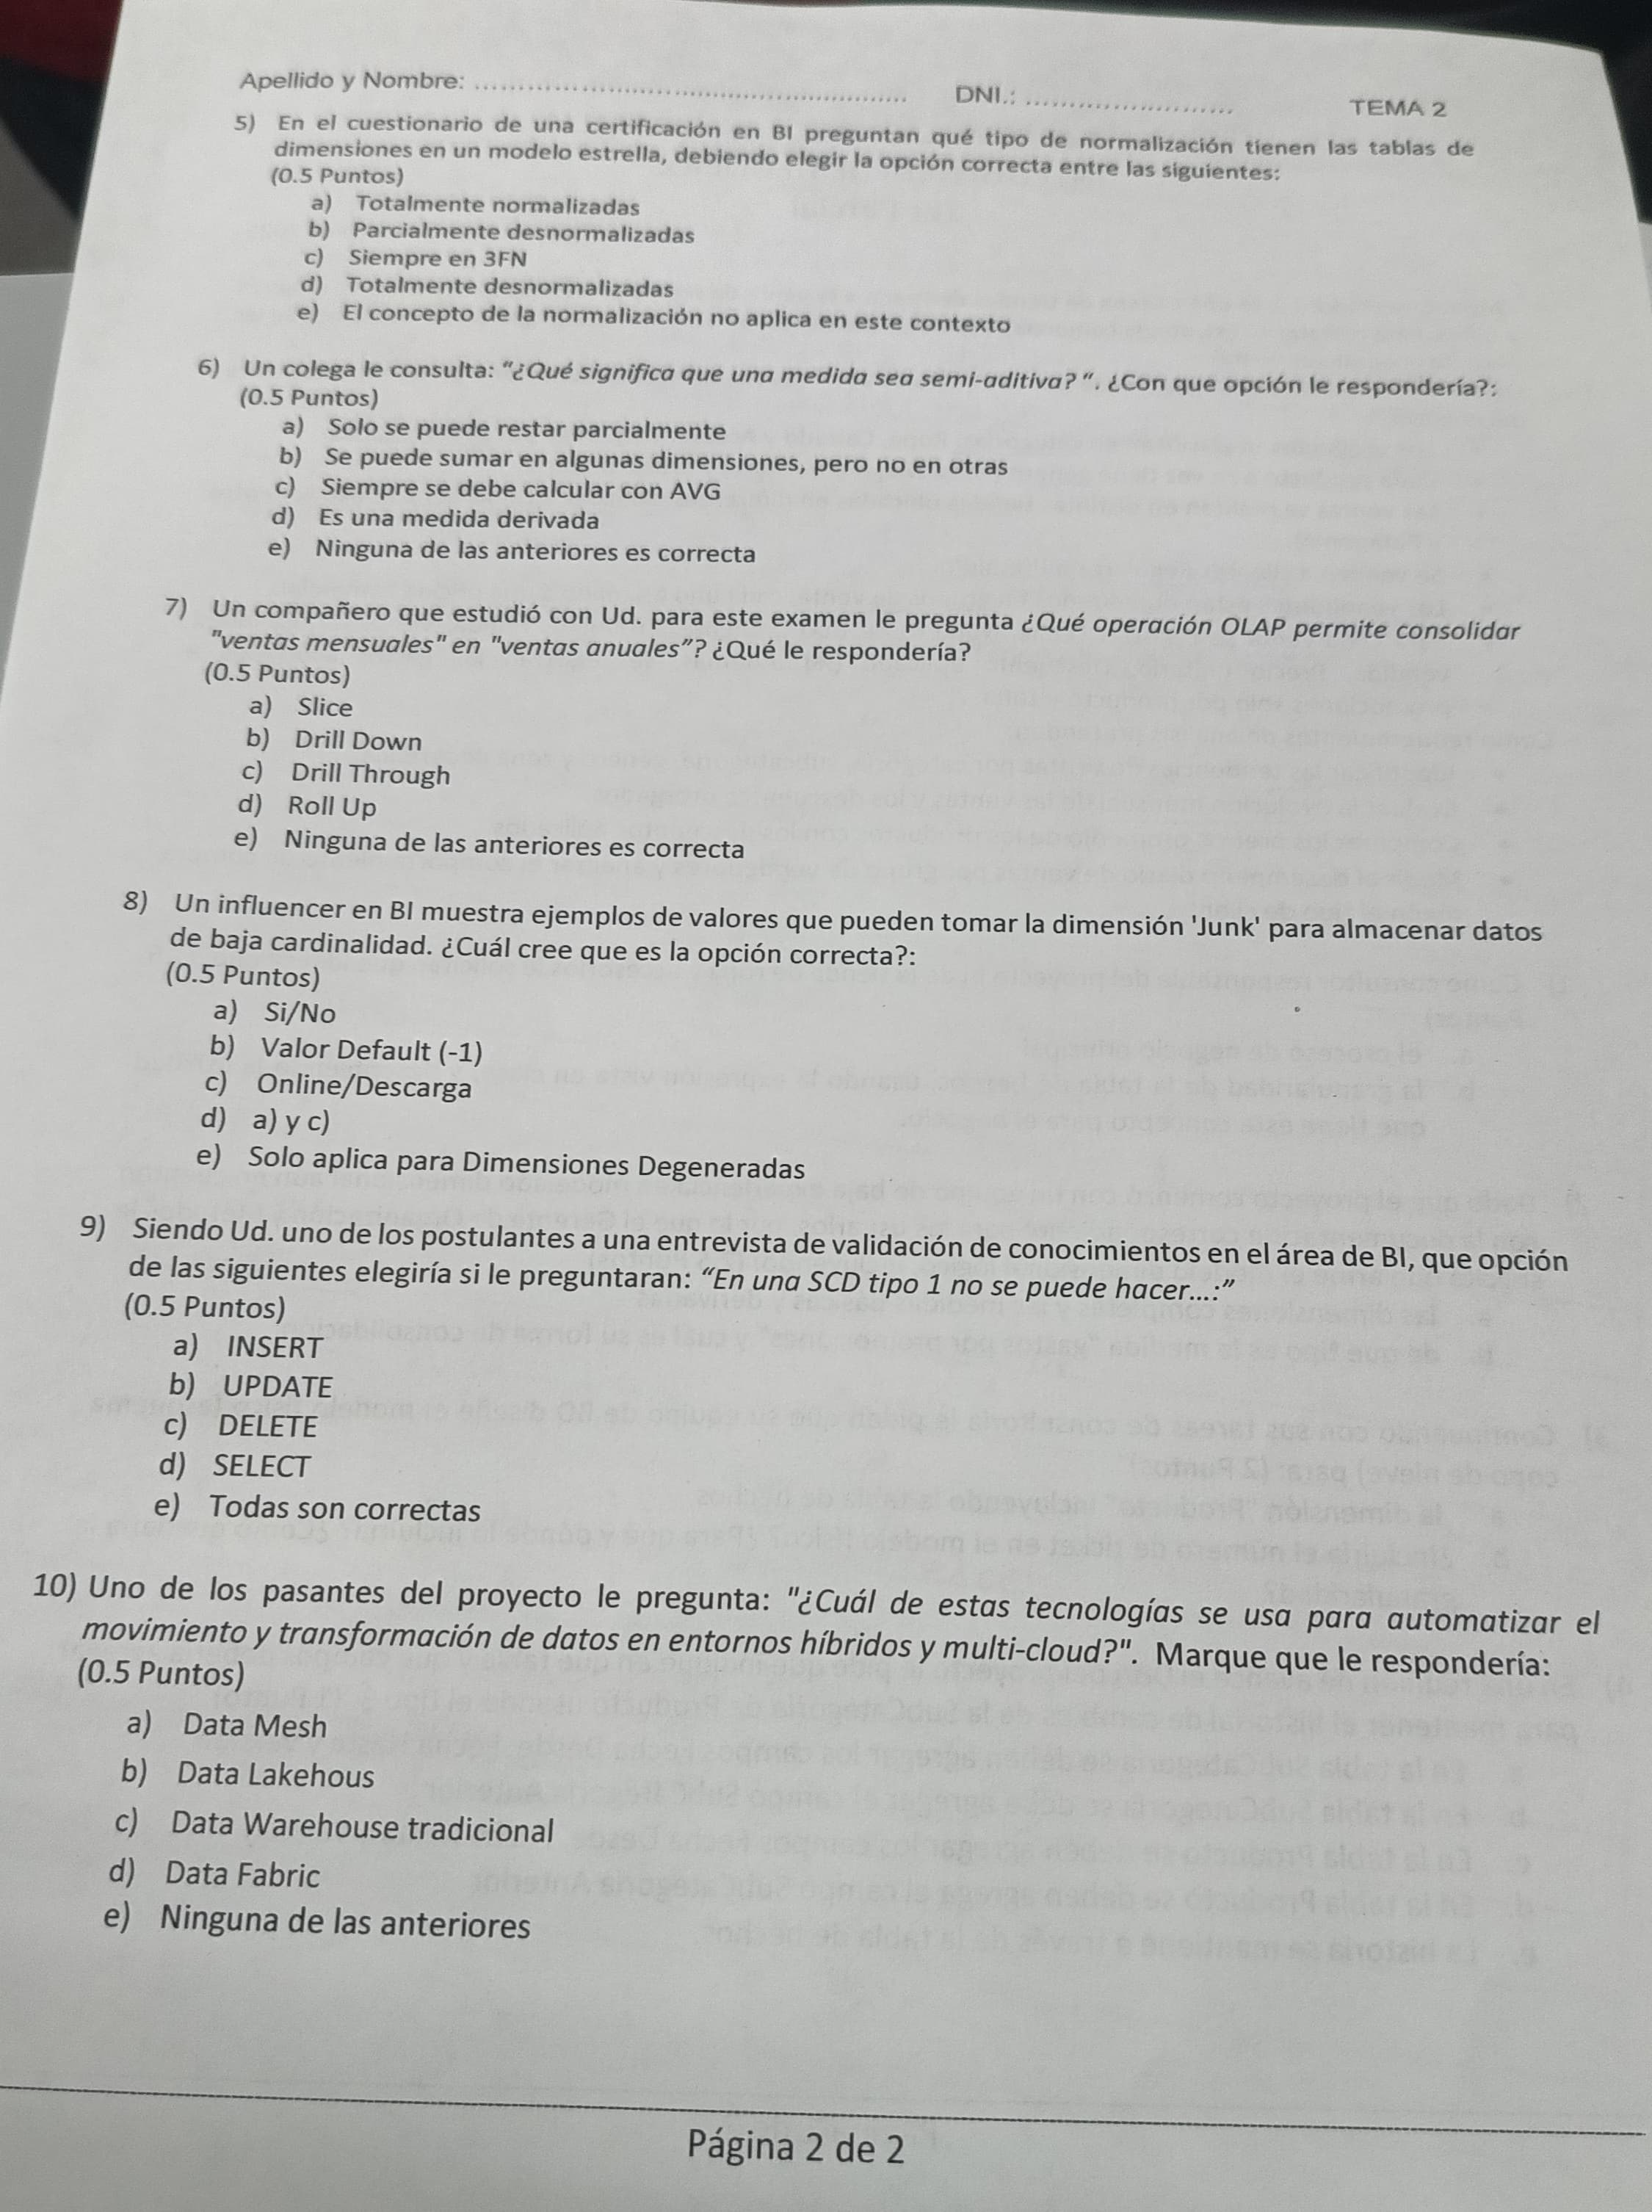 Apellido y Nombre: ........................................................ DNI.: ........................... TEMA 2
5) En el cuestionario de una certificación en BI preguntan qué tipo de normalización tienen las tablas de
dimensiones en un modelo estrella, debiendo elegir la opción correcta entre las siguientes:
(0.5 Puntos)
a) Totalmente normalizadas
b) Parcialmente desnormalizadas
c) Siempre en 3FN
d) Totalmente desnormalizadas
e) El concepto de la normalización no aplica en este contexto
6) Un colega le consulta: "¿Qué significa que una medida sea semi-aditiva? ". ¿Con que opción le respondería?:
(0.5 Puntos)
a) Solo se puede restar parcialmente
b) Se puede sumar en algunas dimensiones, pero no en otras
c) Siempre se debe calcular con AVG
d) Es una medida derivada
e) Ninguna de las anteriores es correcta
7) Un compañero que estudió con Ud. para este examen le pregunta ¿Qué operación OLAP permite consolidar
"ventas mensuales" en "ventas anuales"? ¿Qué le respondería?
(0.5 Puntos)
a) Slice
b) Drill Down
c) Drill Through
d) Roll Up
e) Ninguna de las anteriores es correcta
8) Un influencer en BI muestra ejemplos de valores que pueden tomar la dimensión 'Junk' para almacenar datos
de baja cardinalidad. ¿Cuál cree que es la opción correcta?:
(0.5 Puntos)
a) Si/No
b) Valor Default (-1)
c) Online/Descarga
d) a) y c)
e) Solo aplica para Dimensiones Degeneradas
9) Siendo Ud. uno de los postulantes a una entrevista de validación de conocimientos en el área de BI, que opción
de las siguientes elegiría si le preguntaran: “En una SCD tipo 1 no se puede hacer...:”
(0.5 Puntos)
a) INSERT
b) UPDATE
c) DELETE
d) SELECT
e) Todas son correctas
10) Uno de los pasantes del proyecto le pregunta: "¿Cuál de estas tecnologías se usa para automatizar el
movimiento y transformación de datos en entornos híbridos y multi-cloud?". Marque que le respondería:
(0.5 Puntos)
a) Data Mesh
b) Data Lakehous
c) Data Warehouse tradicional
d) Data Fabric
e) Ninguna de las anteriores
Página 2 de 2